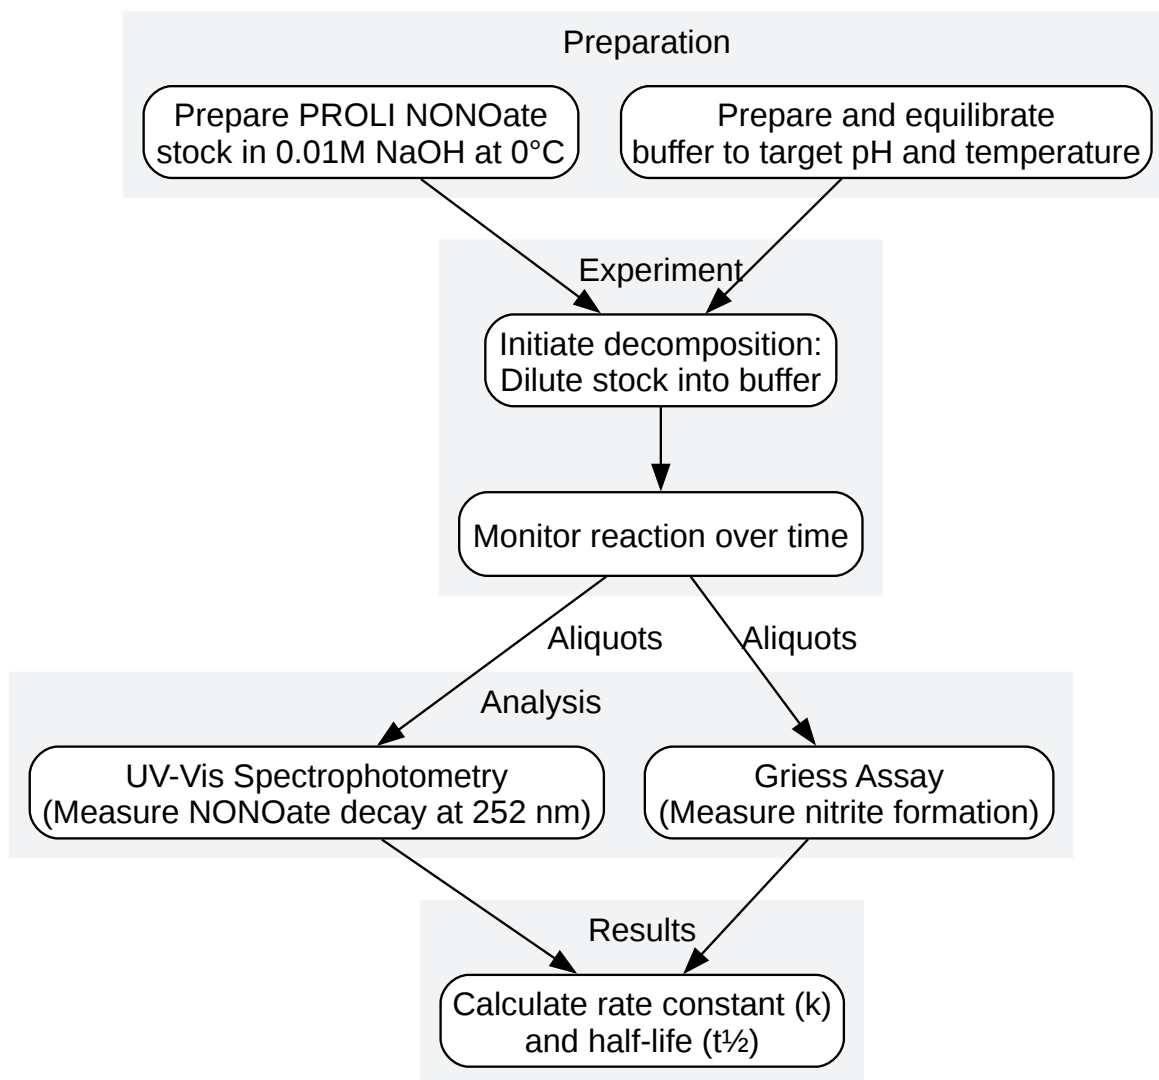 Preparation
Prepare PROLI NONOate
stock in 0.01M NaOH at 0°C
Prepare and equilibrate
buffer to target pH and temperature
Experiment
Initiate decomposition:
Dilute stock into buffer
Monitor reaction over time
Aliquots
Aliquots
Analysis
UV-Vis Spectrophotometry
(Measure NONOate decay at 252 nm)
Griess Assay
(Measure nitrite formation)
Results
Calculate rate constant (k)
and half-life (t½)